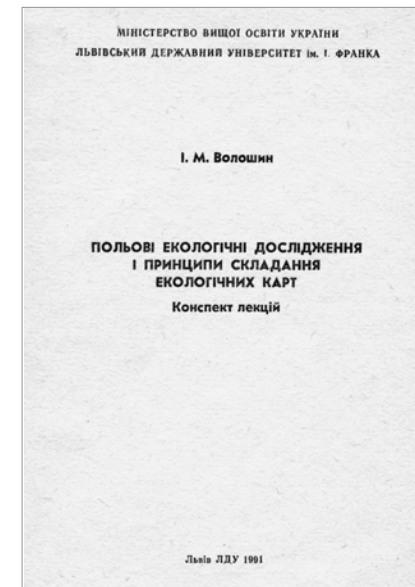 МІНІСТЕРСТВО ВИЩОЇ ОСВІТИ УКРАЇНИ
ЛЬВІВСЬКИЙ ДЕРЖАВНИЙ УНІВЕРСИТЕТ ім. І. ФРАНКА
І. М. Волошин
ПОЛЬОВІ ЕКОЛОГІЧНІ ДОСЛІДЖЕННЯ
І ПРИНЦИПИ СКЛАДАННЯ
ЕКОЛОГІЧНИХ КАРТ
Конспект лекцій
Львів ЛДУ 1991